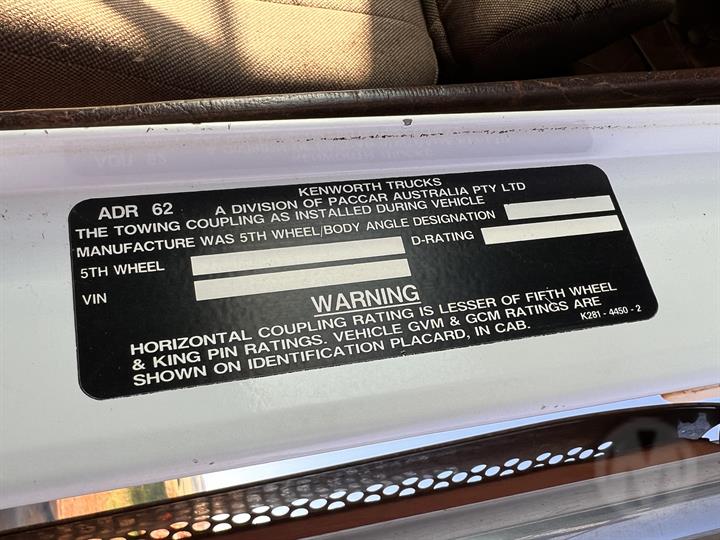 KENWORTH TRUCKS
ADR 62 A DIVISION OF PACCAR AUSTRALIA PTY LTD
THE TOWING COUPLING AS INSTALLED DURING VEHICLE
MANUFACTURE WAS 5TH WHEEL/BODY ANGLE DESIGNATION
5TH WHEEL D-RATING
VIN
WARNING
HORIZONTAL COUPLING RATING IS LESSER OF FIFTH WHEEL
& KING PIN RATINGS. VEHICLE GVM & GCM RATINGS ARE
SHOWN ON IDENTIFICATION PLACARD, IN CAB.
K281 - 4450 - 2